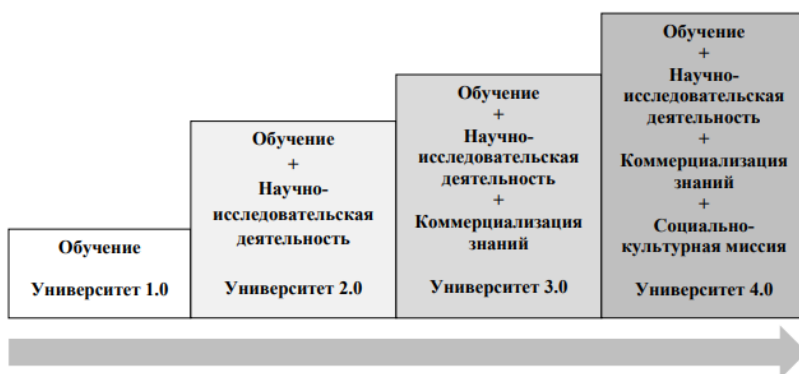 Обучение
Университет 1.0
Обучение
+
Научно-
исследовательская
деятельность
Университет 2.0
Обучение
+
Научно-
исследовательская
деятельность
+
Коммерциализация
знаний
Университет 3.0
Обучение
+
Научно-
исследовательская
деятельность
+
Коммерциализация
знаний
+
Социально-
культурная миссия
Университет 4.0